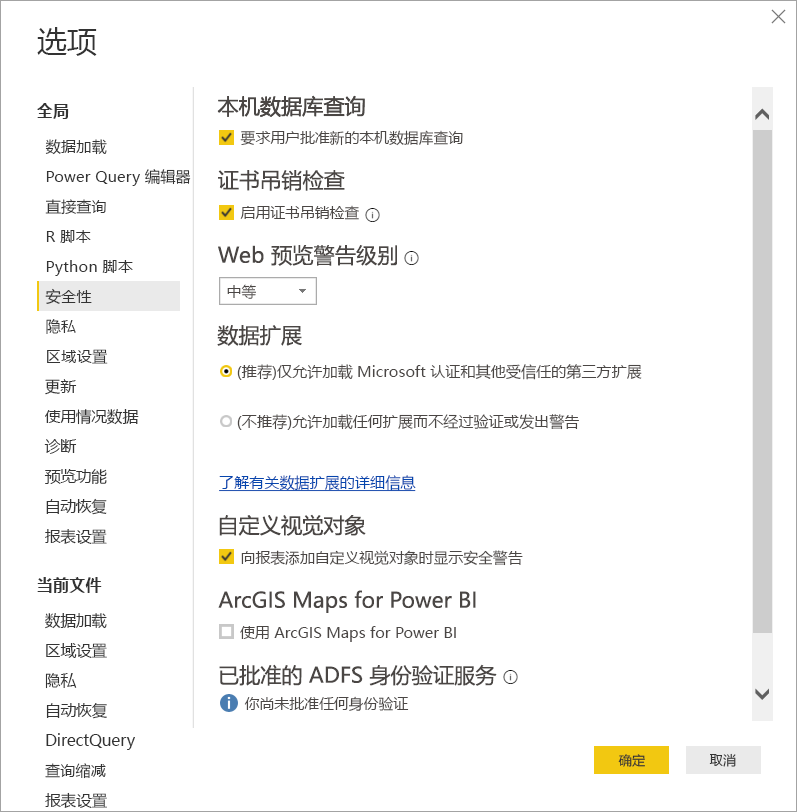 选项
全局
数据加载
Power Query 编辑器
直接查询
R 脚本
Python 脚本
安全性
隐私
区域设置
更新
使用情况数据
诊断
预览功能
自动恢复
报表设置
当前文件
数据加载
区域设置
隐私
自动恢复
DirectQuery
查询缩减
报表设置
本机数据库查询
要求用户批准新的本机数据库查询
证书吊销检查
启用证书吊销检查
Web 预览警告级别
中等
数据扩展
(推荐)仅允许加载 Microsoft 认证和其他受信任的第三方扩展
(不推荐)允许加载任何扩展而不经过验证或发出警告
了解有关数据扩展的详细信息
自定义视觉对象
向报表添加自定义视觉对象时显示安全警告
ArcGIS Maps for Power BI
使用 ArcGIS Maps for Power BI
已批准的 ADFS 身份验证服务
你尚未批准任何身份验证
确定
取消